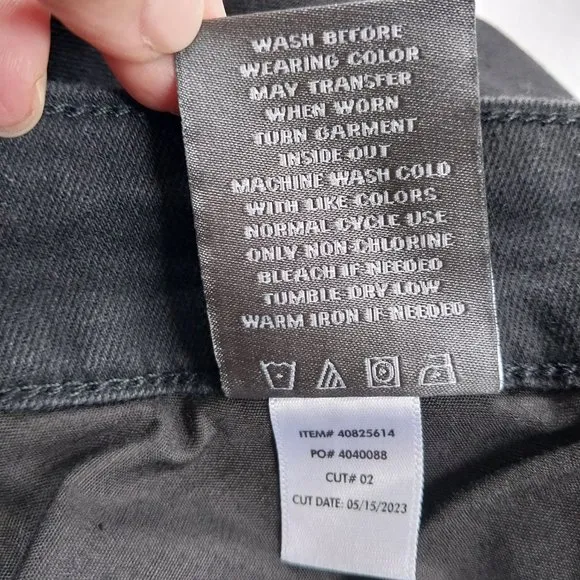 WASH BEFORE
WEARING COLOR
MAY TRANSFER
WHEN WORN
TURN GARMENT
INSIDE OUT
MACHINE WASH COLD
WITH LIKE COLORS
NORMAL CYCLE USE
ONLY NON-CHLORINE
BLEACH IF NEEDED
TUMBLE DRY LOW
WARM IRON IF NEEDED
ITEM# 40825614
PO# 4040088
CUT# 02
CUT DATE: 05/15/2023